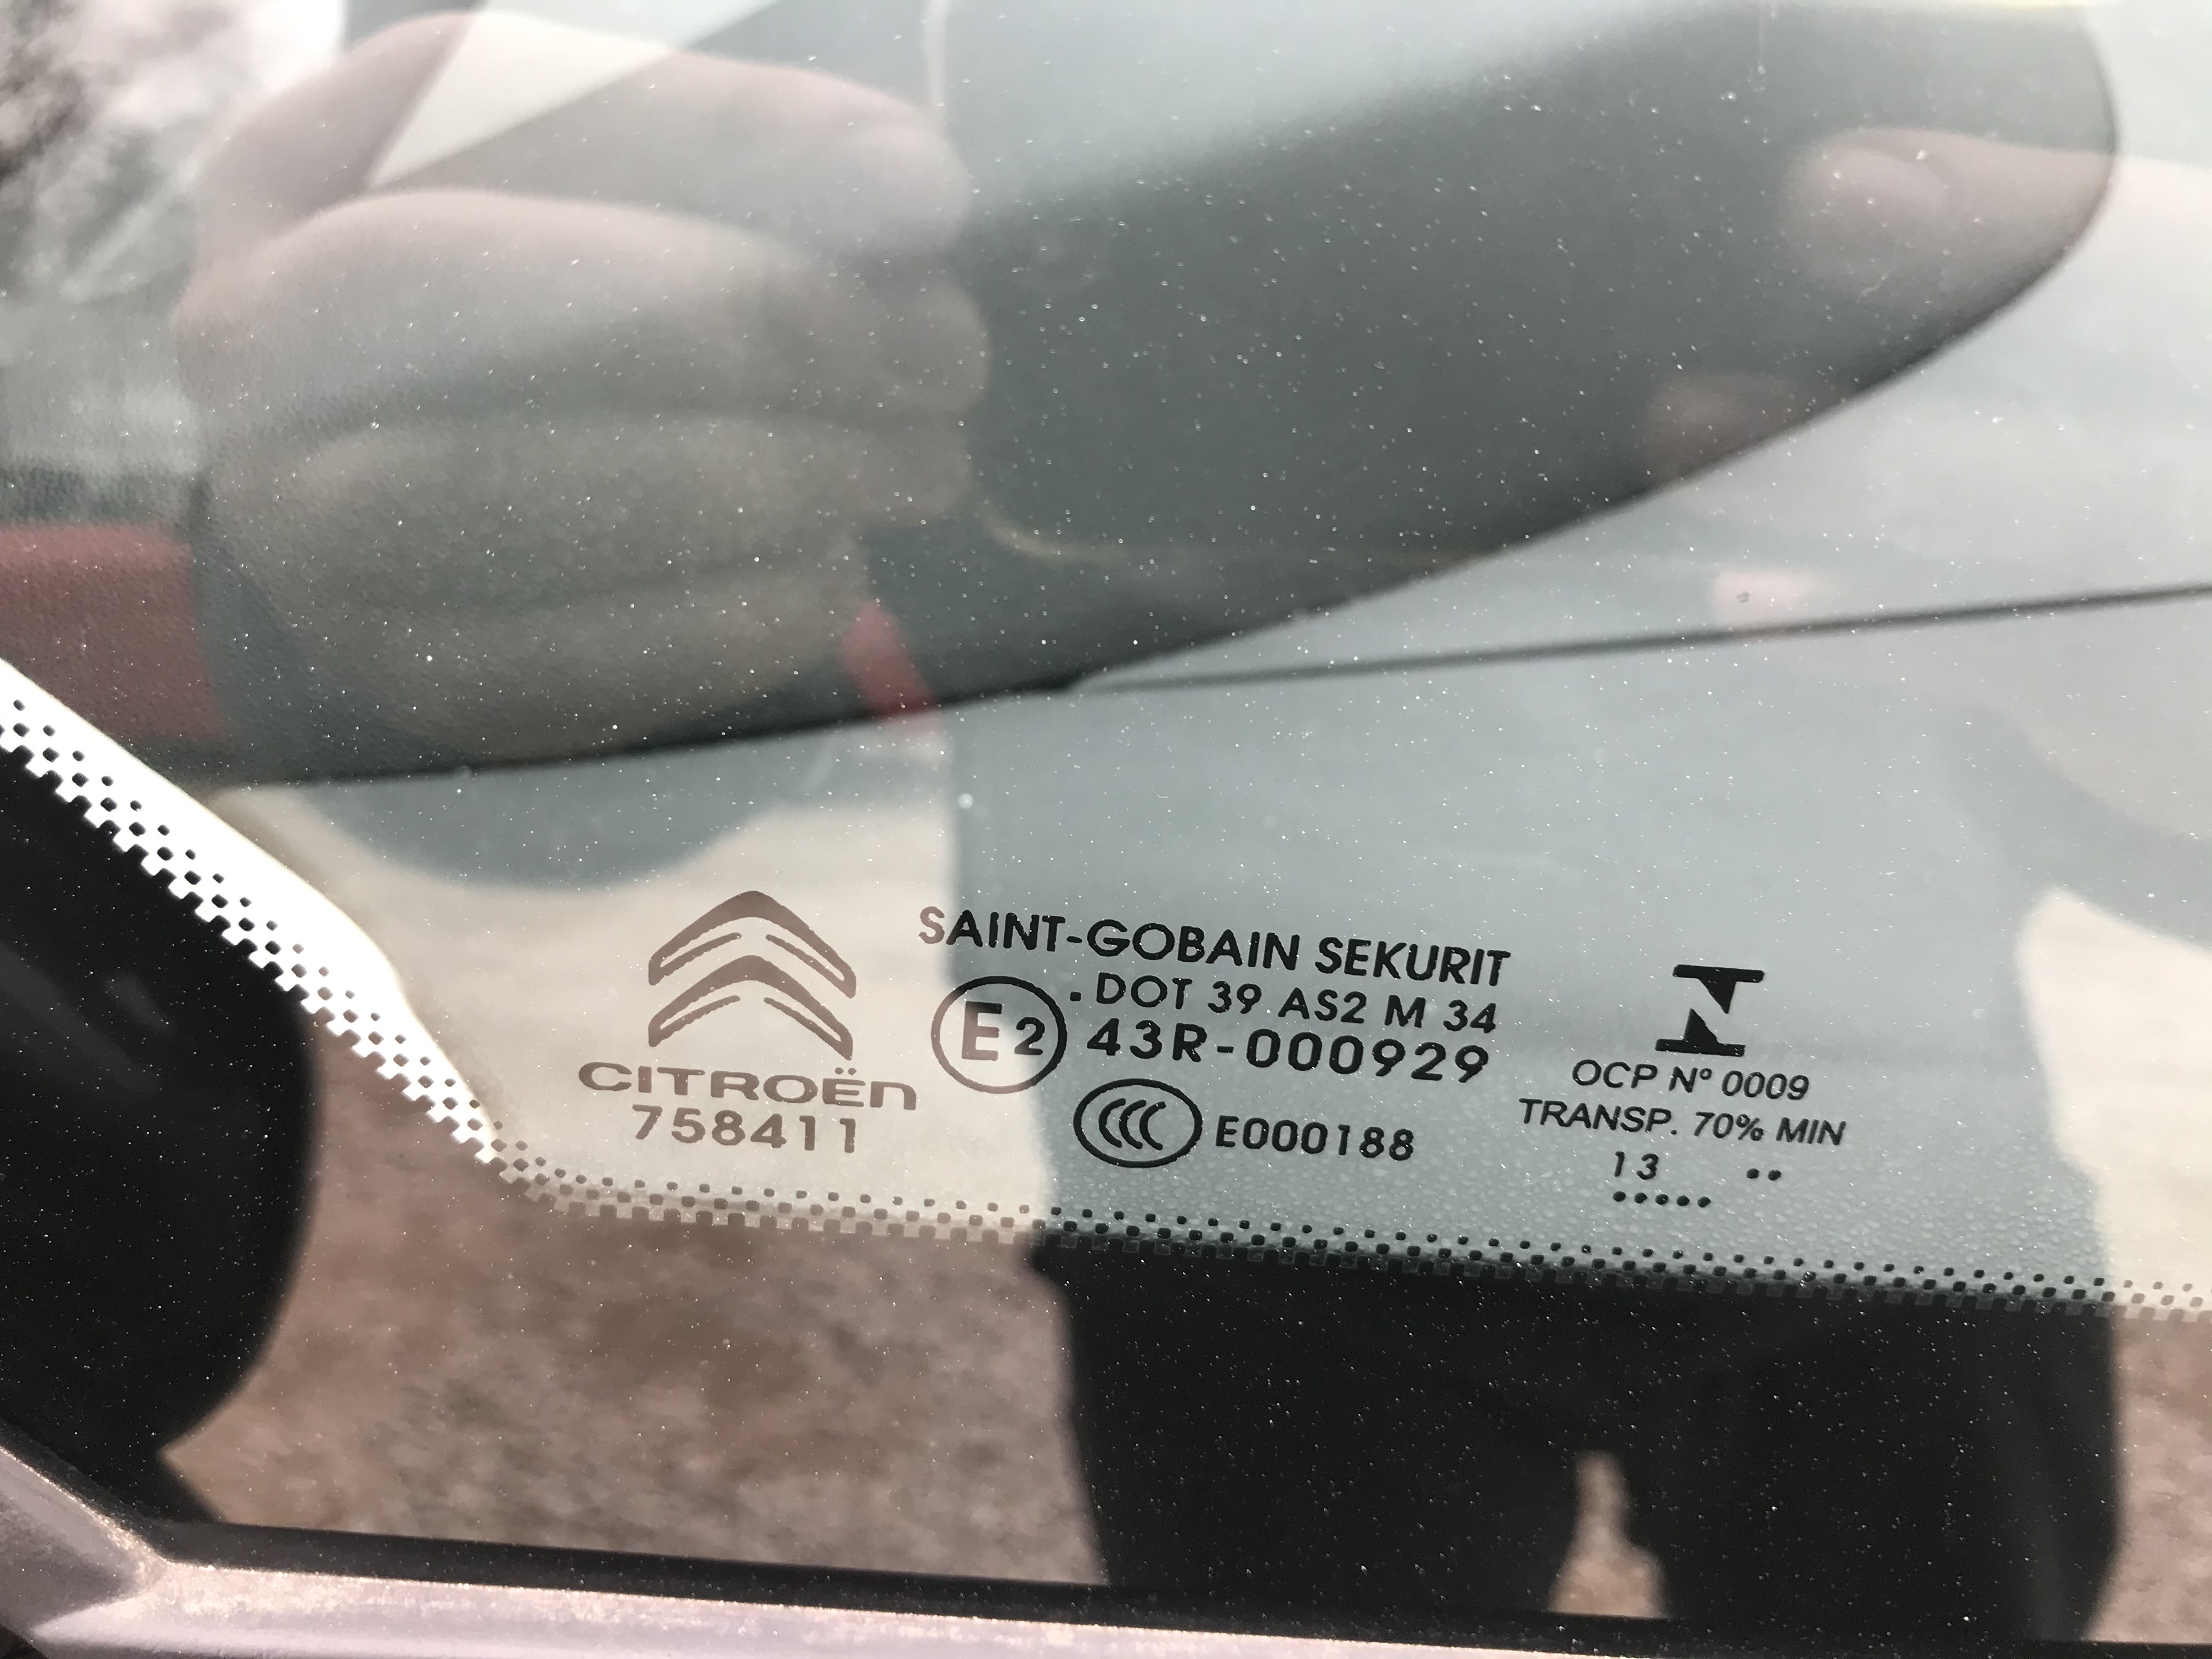 CITROËN
758411
SAINT-GOBAIN SEKURIT
.DOT 39 AS2 M 34
E2 43R-000929
CCC E000188
OCP Nº 0009
TRANSP. 70% MIN
13 ..
.....